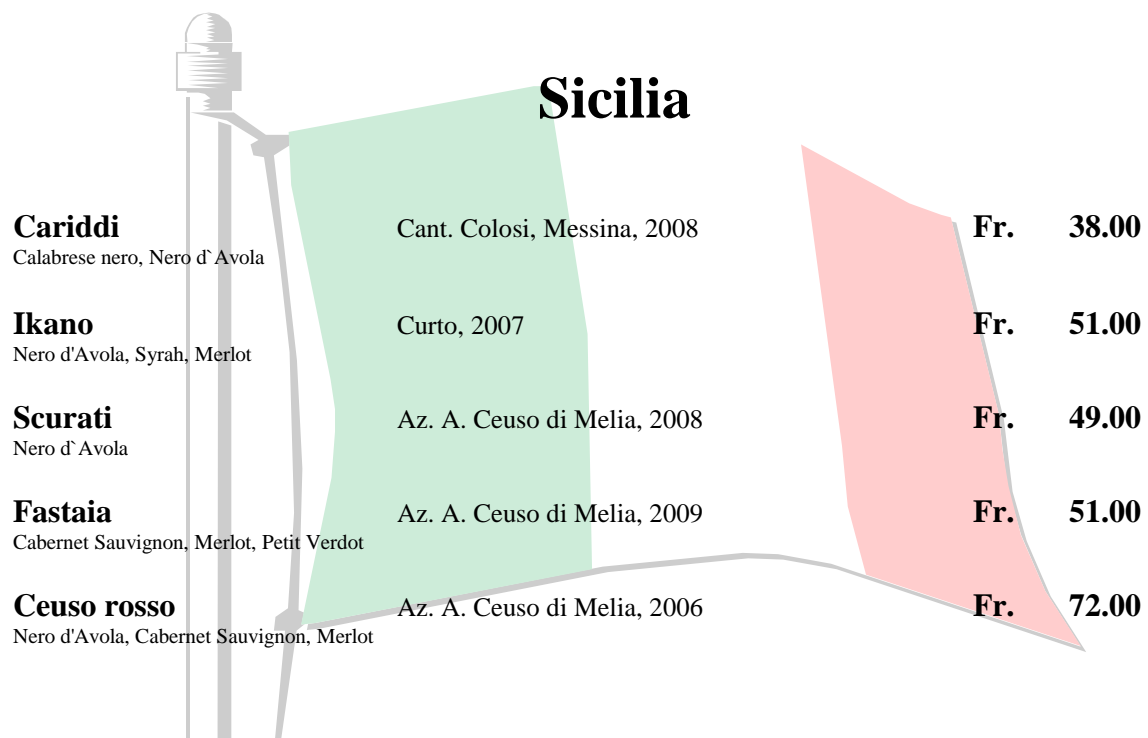 Sicilia
Cariddi Cant. Colosi, Messina, 2008 Fr. 38.00
Calabrese nero, Nero d`Avola
Ikano Curto, 2007 Fr. 51.00
Nero d'Avola, Syrah, Merlot
Scurati Az. A. Ceuso di Melia, 2008 Fr. 49.00
Nero d`Avola
Fastaia Az. A. Ceuso di Melia, 2009 Fr. 51.00
Cabernet Sauvignon, Merlot, Petit Verdot
Ceuso rosso Az. A. Ceuso di Melia, 2006 Fr. 72.00
Nero d'Avola, Cabernet Sauvignon, Merlot